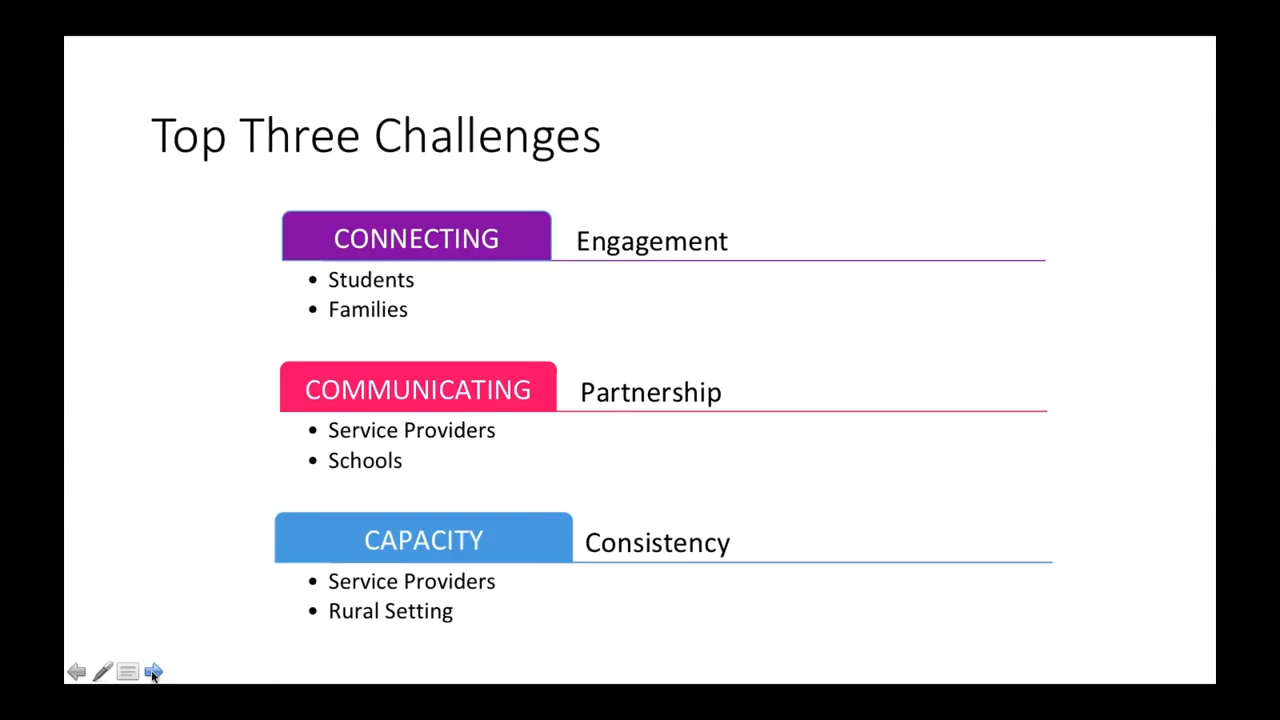 Top Three Challenges
CONNECTING Engagement
• Students
• Families
COMMUNICATING Partnership
• Service Providers
• Schools
CAPACITY Consistency
• Service Providers
• Rural Setting